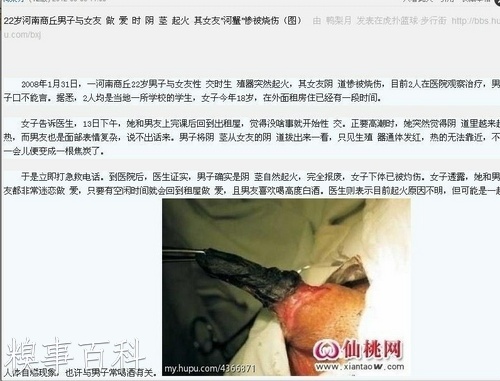 22岁河南商丘男子与女友 做 爱 时 阴 茎 起火 其女友“河蟹”惨被烧伤（图） 由 鸭梨月 发表在虎扑篮球·步行街 http://bbs.hu
u.com/bxj
2008年1月31日，一河南商丘22岁男子与女友性 交时生 殖器突然起火，其女友阴 道惨被烧伤，目前2人在医院观察治疗，男
子口不能言。据悉，2人均是当地一所学校的学生，女子今年18岁，在外面租房住已经有一段时间。
女子告诉医生，13日下午，她和男友上完课后回到出租屋，觉得没啥事就开始性 交。正要高潮时，她突然觉得阴 道里越来起
热，而男友也是面部表情复杂，说不出话来。男子将阴 茎从女友的阴 道拨出来一看，只见生殖 器通体发红，热的无法靠近，不
一会儿便变成一根焦炭了。
于是立即打急救电话。到医院后，医生证实，男子确实是阴 茎自然起火，完全报废，女子下体已被灼伤。女子透露，她和男
友都非常迷恋做 爱，只要有空闲时间就会回到租屋做 爱，且男友喜欢喝高度白酒。医生则表示目前起火原因不明，但可能是一起
my.hupu.com/4366871
仙桃网
www.xiantaow.com
糗事百科
人体自燃现象，也许与男子常喝酒有关。